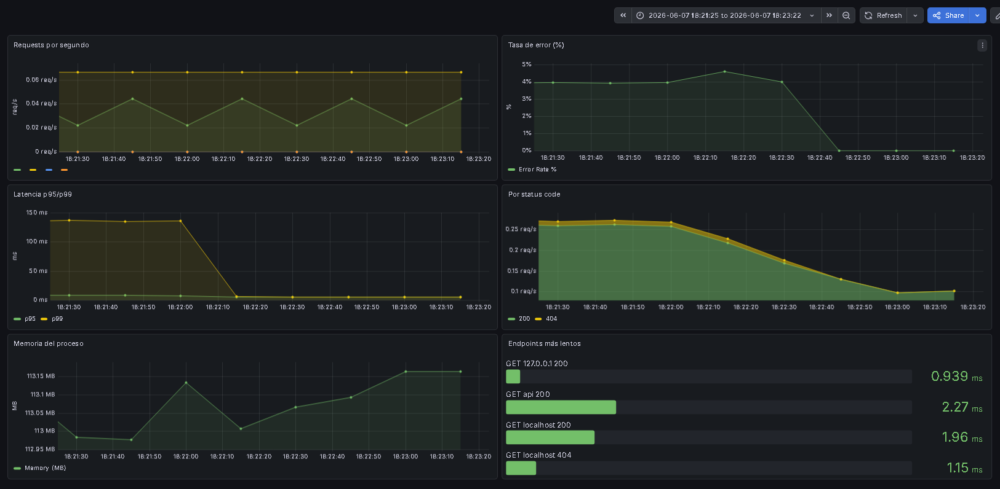 2026-06-07 18:21:25 to 2026-06-07 18:23:22
Refresh
Share
Requests por segundo
req/s
0.06 req/s
0.04 req/s
0.02 req/s
0 req/s
18:21:30 18:21:40 18:21:50 18:22:00 18:22:10 18:22:20 18:22:30 18:22:40 18:22:50 18:23:00 18:23:10 18:23:20
Tasa de error (%)
%
5%
4%
3%
2%
1%
0%
18:21:30 18:21:40 18:21:50 18:22:00 18:22:10 18:22:20 18:22:30 18:22:40 18:22:50 18:23:00 18:23:10 18:23:20
Error Rate %
Latencia p95/p99
ms
150 ms
100 ms
50 ms
0 ms
18:21:30 18:21:40 18:21:50 18:22:00 18:22:10 18:22:20 18:22:30 18:22:40 18:22:50 18:23:00 18:23:10 18:23:20
p95 p99
Por status code
0.25 req/s
0.2 req/s
0.15 req/s
0.1 req/s
18:21:30 18:21:40 18:21:50 18:22:00 18:22:10 18:22:20 18:22:30 18:22:40 18:22:50 18:23:00 18:23:10 18:23:20
200 404
Memoria del proceso
MB
113.15 MB
113.1 MB
113.05 MB
113 MB
112.95 MB
18:21:30 18:21:40 18:21:50 18:22:00 18:22:10 18:22:20 18:22:30 18:22:40 18:22:50 18:23:00 18:23:10 18:23:20
Memory (MB)
Endpoints más lentos
GET 127.0.0.1 200
0.939 ms
GET api 200
2.27 ms
GET localhost 200
1.96 ms
GET localhost 404
1.15 ms